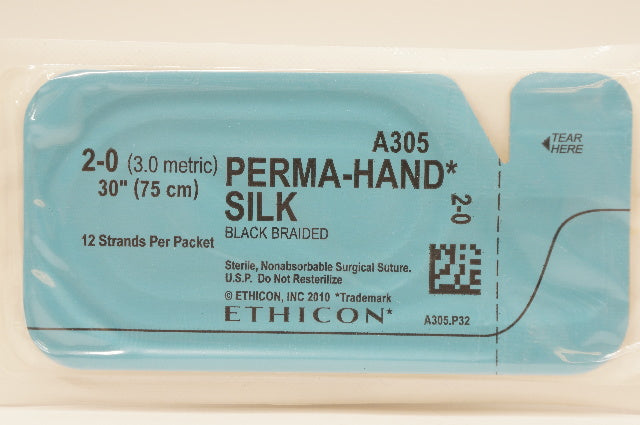 A305
2-0 (3.0 metric)
30" (75 cm)
12 Strands Per Packet
PERMA-HAND*
SILK
BLACK BRAIDED
2-0
Sterile, Nonabsorbable Surgical Suture.
U.S.P. Do Not Resterilize
© ETHICON, INC 2010 *Trademark
ETHICON*
A305.P32
TEAR
HERE